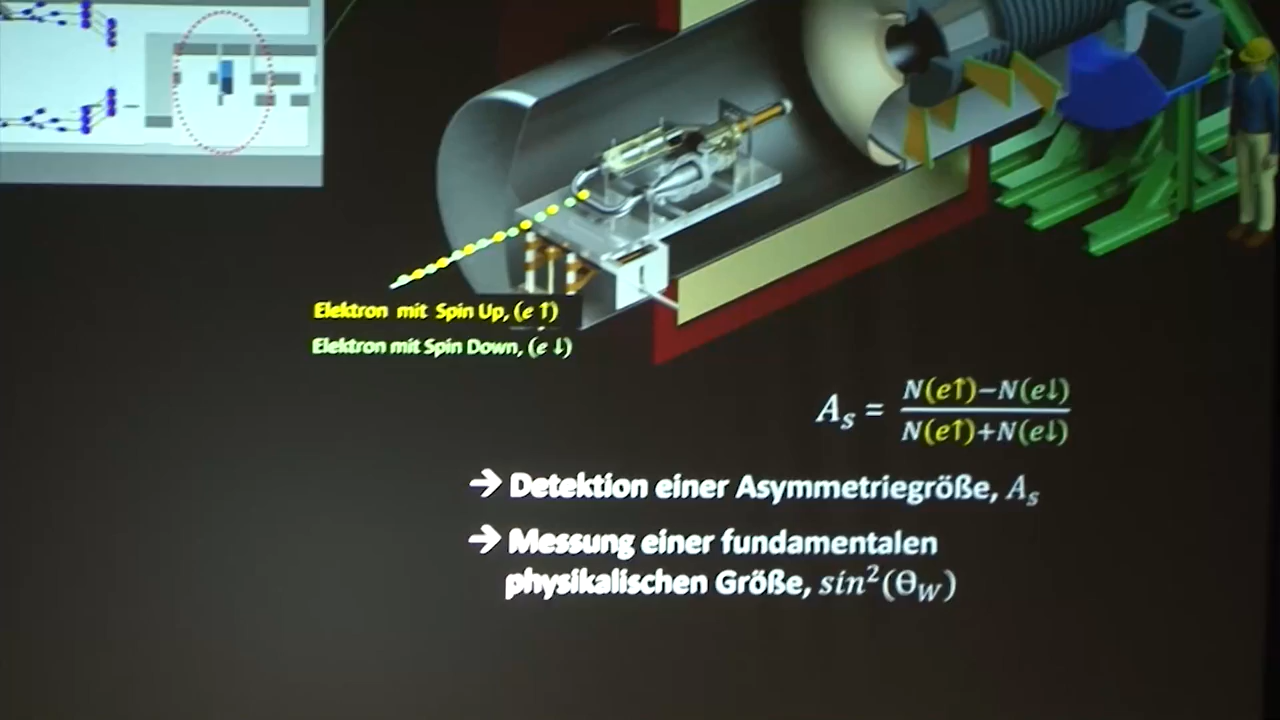 Elektron mit Spin Up, (e ↑)
Elektron mit Spin Down, (e ↓)
A_s = N(e↑)−N(e↓) / N(e↑)+N(e↓)
→ Detektion einer Asymmetriegröße, A_s
→ Messung einer fundamentalen
physikalischen Größe, sin²(Θ_W)